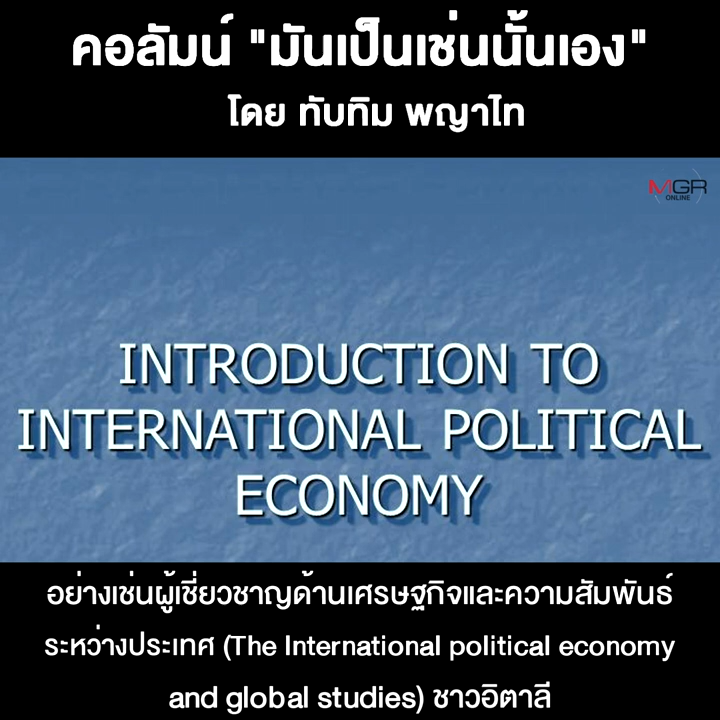 คอลัมน์ "มันเป็นเช่นนั้นเอง"
โดย ทับทิม พญาไท
MGR
ONLINE
INTRODUCTION TO
INTERNATIONAL POLITICAL
ECONOMY
อย่างเช่นผู้เชี่ยวชาญด้านเศรษฐกิจและความสัมพันธ์
ระหว่างประเทศ (The International political economy
and global studies) ชาวอิตาลี